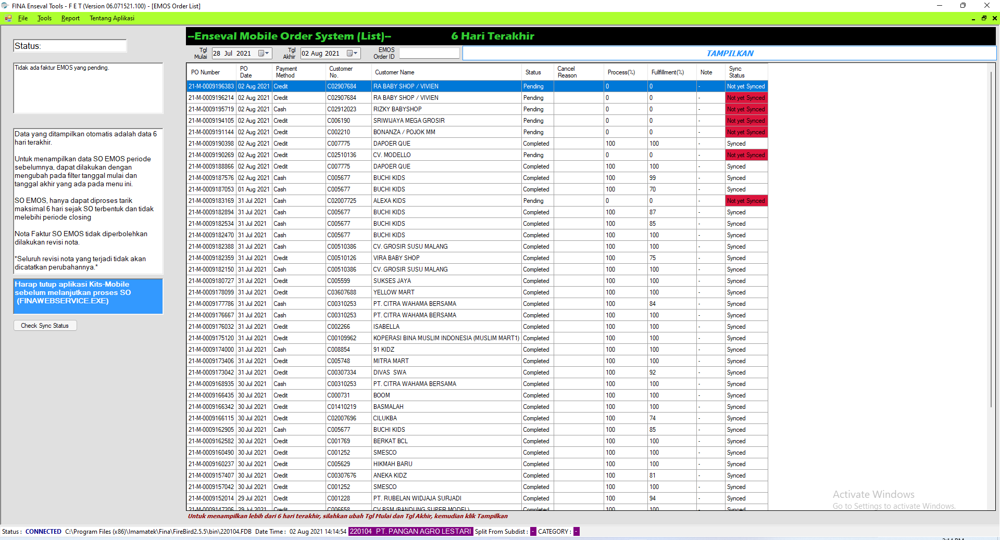 FINA Enseval Tools - F E T (Version 06.071521.100) - [EMOS Order List]
File Tools Report Tentang Aplikasi
Status:
Tidak ada faktur EMOS yang pending.
Data yang ditampilkan otomatis adalah data 6
hari terakhir.
Untuk menampilkan data SO EMOS periode
sebelumnya, dapat dilakukan dengan
mengubah pada filter tanggal mulai dan
tanggal akhir yang ada pada menu ini.
SO EMOS, hanya dapat diproses tarik
maksimal 6 hari sejak SO terbentuk dan tidak
melebihi periode closing
Nota Faktur SO EMOS tidak diperbolehkan
dilakukan revisi nota.
*Seluruh revisi nota yang terjadi tidak akan
dicatatkan perubahannya.*
Harap tutup aplikasi Kits-Mobile
sebelum melanjutkan proses SO
(FINAWEBSERVICE.EXE)
Check Sync Status
--Enseval Mobile Order System (List)-- 6 Hari Terakhir
Tgl Mulai 28 Jul 2021 Tgl Akhir 02 Aug 2021 EMOS Order ID TAMPILKAN
PO Number PO Date Payment Method Customer No. Customer Name Status Cancel Reason Process(%) Fullfillment(%) Note Sync Status
21-M-0009196383 02 Aug 2021 Credit C02907684 RA BABY SHOP / VIVIEN Pending 0 0 - Not yet Synced
21-M-0009196214 02 Aug 2021 Credit C02907684 RA BABY SHOP / VIVIEN Pending 0 0 - Not yet Synced
21-M-0009195719 02 Aug 2021 Cash C02912023 RIZKY BABYSHOP Pending 0 0 - Not yet Synced
21-M-0009194105 02 Aug 2021 Credit C006190 SRIWIJAYA MEGA GROSIR Pending 0 0 - Not yet Synced
21-M-0009191144 02 Aug 2021 Credit C002210 BONANZA / POJOK MM Pending 0 0 - Not yet Synced
21-M-0009190398 02 Aug 2021 Credit C007775 DAPOER QUE Completed 100 100 - Synced
21-M-0009190269 02 Aug 2021 Credit C02510136 CV. MODELLO Pending 0 0 - Not yet Synced
21-M-0009188866 02 Aug 2021 Credit C007775 DAPOER QUE Completed 100 100 - Synced
21-M-0009187576 02 Aug 2021 Cash C005677 BUCHI KIDS Completed 100 99 - Synced
21-M-0009187053 01 Aug 2021 Cash C005677 BUCHI KIDS Completed 100 70 - Synced
21-M-0009183169 31 Jul 2021 Cash C02007725 ALEXA KIDS Pending 0 0 - Not yet Synced
21-M-0009182894 31 Jul 2021 Cash C005677 BUCHI KIDS Completed 100 87 - Synced
21-M-0009182534 31 Jul 2021 Cash C005677 BUCHI KIDS Completed 100 85 - Synced
21-M-0009182470 31 Jul 2021 Cash C005677 BUCHI KIDS Completed 100 100 - Synced
21-M-0009182388 31 Jul 2021 Cash C00510386 CV. GROSIR SUSU MALANG Completed 100 100 - Synced
21-M-0009182359 31 Jul 2021 Credit C00510126 VIRA BABY SHOP Completed 100 75 - Synced
21-M-0009182150 31 Jul 2021 Cash C00510386 CV. GROSIR SUSU MALANG Completed 100 100 - Synced
21-M-0009180727 31 Jul 2021 Credit C005599 SUKSES JAYA Completed 100 100 - Synced
21-M-0009178099 31 Jul 2021 Credit C03607688 YELLOW MART Completed 100 100 - Synced
21-M-0009177786 31 Jul 2021 Cash C00310253 PT. CITRA WAHAMA BERSAMA Completed 100 84 - Synced
21-M-0009176667 31 Jul 2021 Cash C00310253 PT. CITRA WAHAMA BERSAMA Completed 100 100 - Synced
21-M-0009176032 31 Jul 2021 Credit C002266 ISABELLA Completed 100 100 - Synced
21-M-0009175120 31 Jul 2021 Credit C00109962 KOPERASI BINA MUSLIM INDONESIA (MUSLIM MART1) Completed 100 100 - Synced
21-M-0009174000 31 Jul 2021 Cash C008854 91 KIDZ Completed 100 100 - Synced
21-M-0009173406 31 Jul 2021 Credit C005748 MITRA MART Completed 100 100 - Synced
21-M-0009173042 31 Jul 2021 Credit C00307334 DIVAS SWA Completed 100 92 - Synced
21-M-0009168935 30 Jul 2021 Cash C00310253 PT. CITRA WAHAMA BERSAMA Completed 100 100 - Synced
21-M-0009166435 30 Jul 2021 Credit C000731 BOOM Completed 100 100 - Synced
21-M-0009166342 30 Jul 2021 Credit C01410219 BASMALAH Completed 100 100 - Synced
21-M-0009166115 30 Jul 2021 Credit C02007696 CILUKBA Completed 100 74 - Synced
21-M-0009162905 30 Jul 2021 Cash C005677 BUCHI KIDS Completed 100 85 - Synced
21-M-0009162582 30 Jul 2021 Credit C001769 BERKAT BCL Completed 100 100 - Synced
21-M-0009160490 30 Jul 2021 Credit C001252 SMESCO Completed 100 100 - Synced
21-M-0009160237 30 Jul 2021 Credit C005629 HIKMAH BARU Completed 100 100 - Synced
21-M-0009157407 30 Jul 2021 Credit C00307676 ANEKA KIDZ Completed 100 81 - Synced
21-M-0009157042 30 Jul 2021 Credit C001252 SMESCO Completed 100 100 - Synced
21-M-0009152014 29 Jul 2021 Credit C001228 PT. RUBELAN WIDJAJA SURJADI Completed 100 94 - Synced
21-M-0009147206 29 Jul 2021 Credit C006658 CV BSM (BANDUNG SUPER MODEL) Completed 100 100 - Synced
Untuk menampilkan lebih dari 6 hari terakhir, silahkan ubah Tgl Mulai dan Tgl Akhir, kemudian klik Tampilkan
Activate Windows
Go to Settings to activate Windows.
Status : CONNECTED C:\Program Files (x86)\Imamatek\Fina\FireBird2.5.5\bin\220104.FDB Date Time : 02 Aug 2021 14:14:54 220104 PT. PANGAN AGRO LESTARI Split From Subdist : - CATEGORY : -